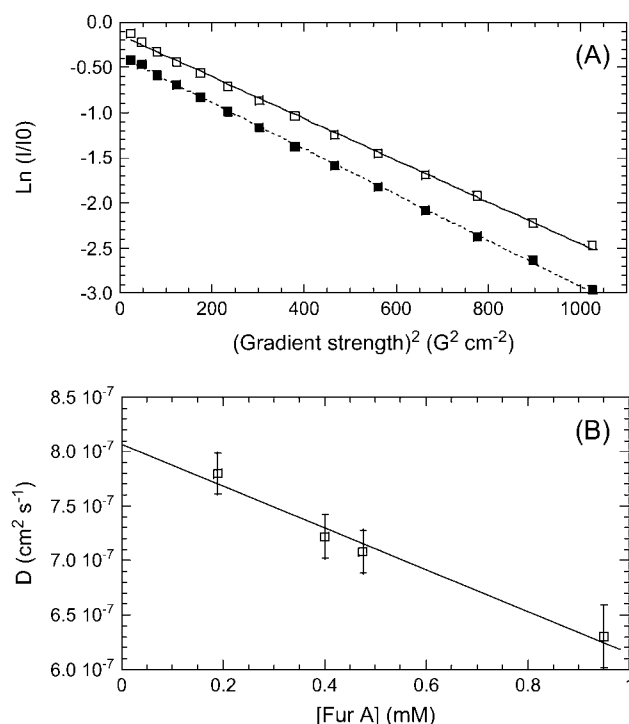 (A)
Ln (I/I0)
0.0
-0.50
-1.0
-1.5
-2.0
-2.5
-3.0
0 200 400 600 800 1000
(Gradient strength)² (G² cm⁻²)
(B)
D (cm² s⁻¹)
8.5 10⁻⁷
8.0 10⁻⁷
7.5 10⁻⁷
7.0 10⁻⁷
6.5 10⁻⁷
6.0 10⁻⁷
0 0.2 0.4 0.6 0.8 1
[Fur A] (mM)